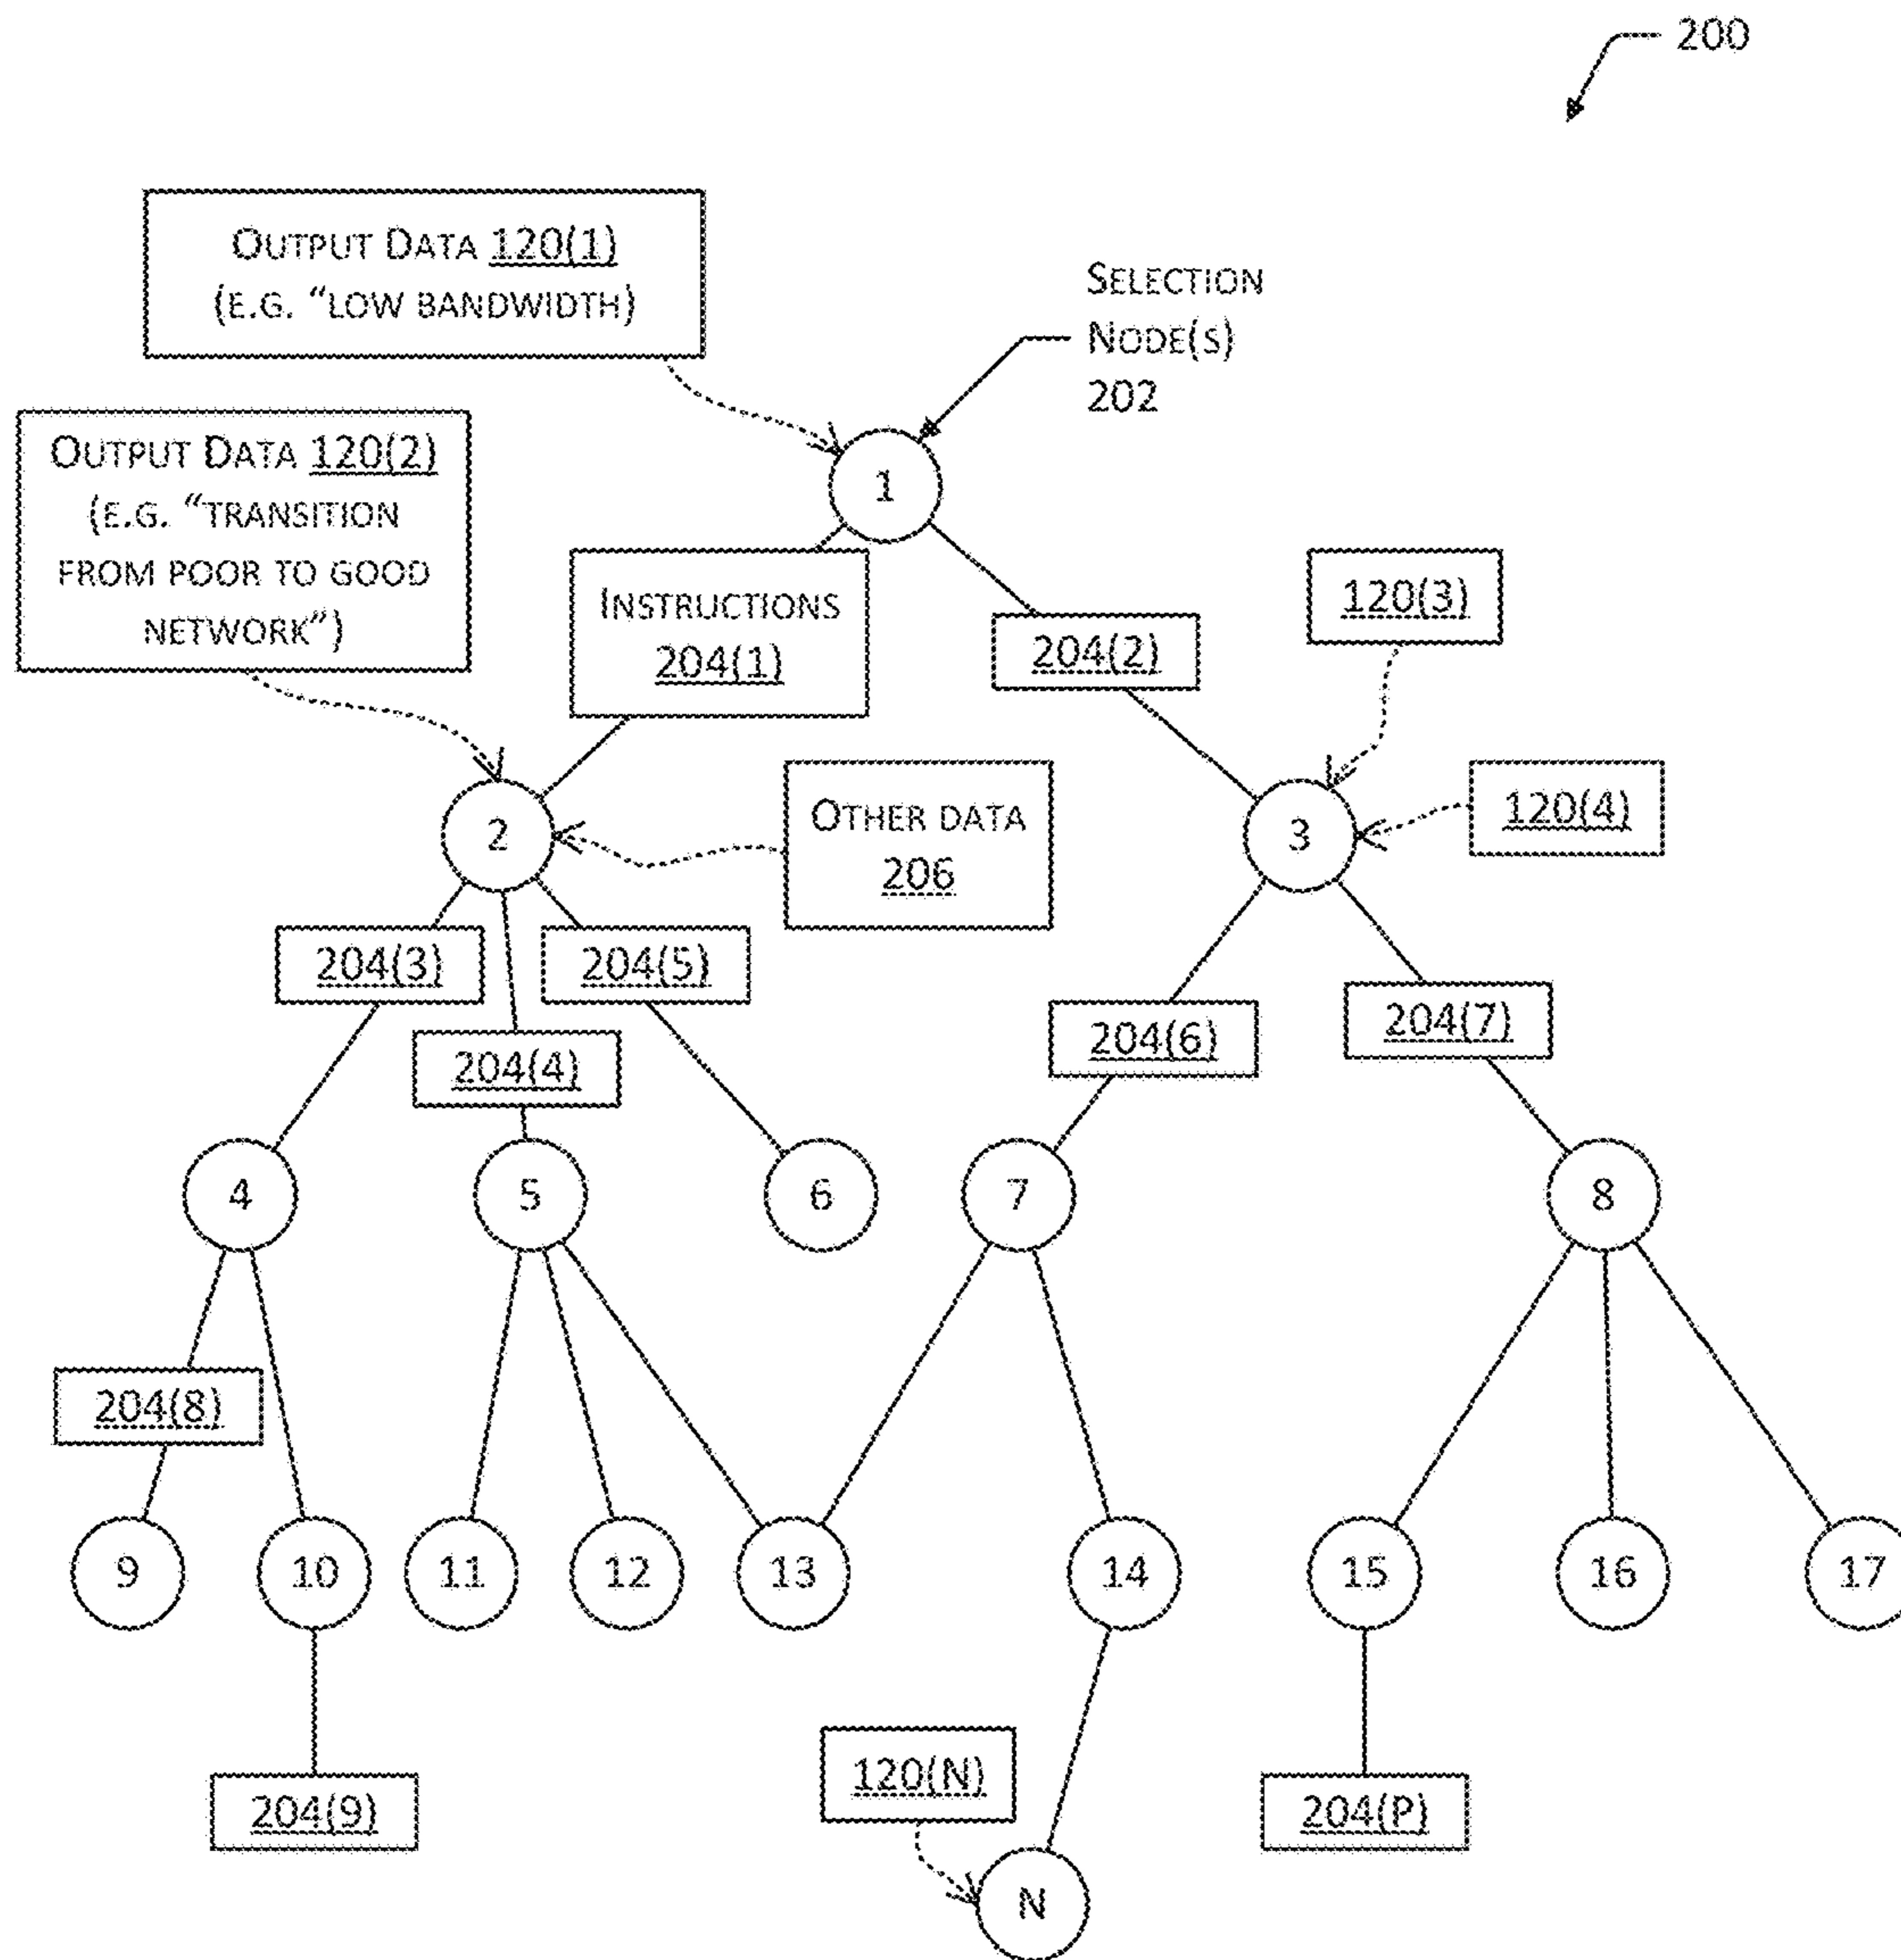 200
OUTPUT DATA 120(1)
(E.G. “LOW BANDWIDTH)
SELECTION
NODE(S)
202
OUTPUT DATA 120(2)
(E.G. “TRANSITION
FROM POOR TO GOOD
NETWORK”)
1
INSTRUCTIONS
204(1)
204(2)
120(3)
2
OTHER DATA
206
3
120(4)
204(3)
204(5)
204(4)
204(6)
204(7)
4
5
6
7
8
204(8)
9
10
11
12
13
14
15
16
17
204(9)
120(N)
204(P)
N